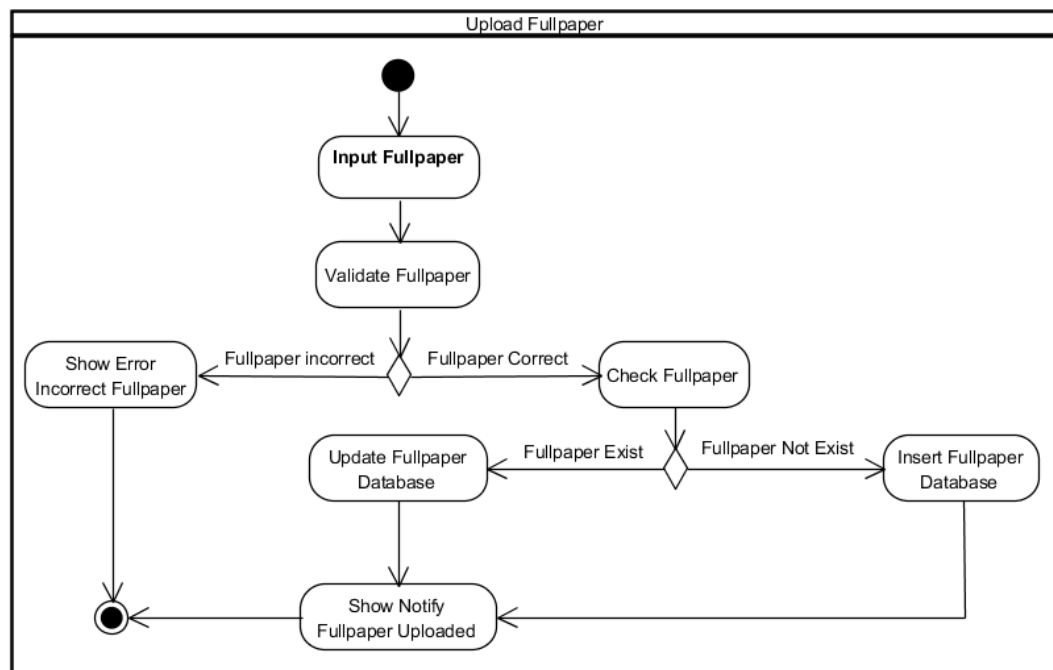 Upload Fullpaper
Input Fullpaper
Validate Fullpaper
Fullpaper incorrect
Fullpaper Correct
Show Error
Incorrect Fullpaper
Check Fullpaper
Fullpaper Exist
Fullpaper Not Exist
Update Fullpaper
Database
Insert Fullpaper
Database
Show Notify
Fullpaper Uploaded